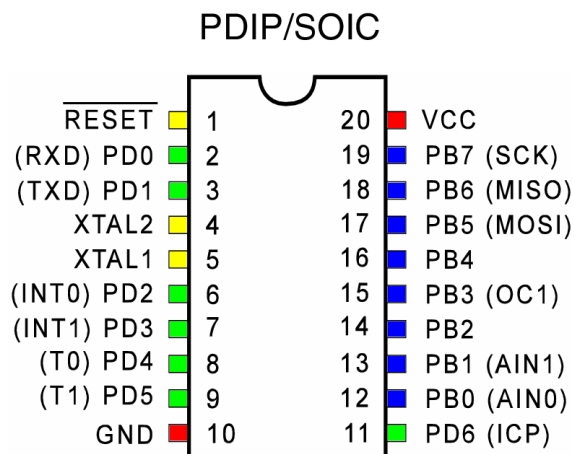 PDIP/SOIC
RESET 1 20 VCC
(RXD) PD0 2 19 PB7 (SCK)
(TXD) PD1 3 18 PB6 (MISO)
XTAL2 4 17 PB5 (MOSI)
XTAL1 5 16 PB4
(INT0) PD2 6 15 PB3 (OC1)
(INT1) PD3 7 14 PB2
(T0) PD4 8 13 PB1 (AIN1)
(T1) PD5 9 12 PB0 (AIN0)
GND 10 11 PD6 (ICP)